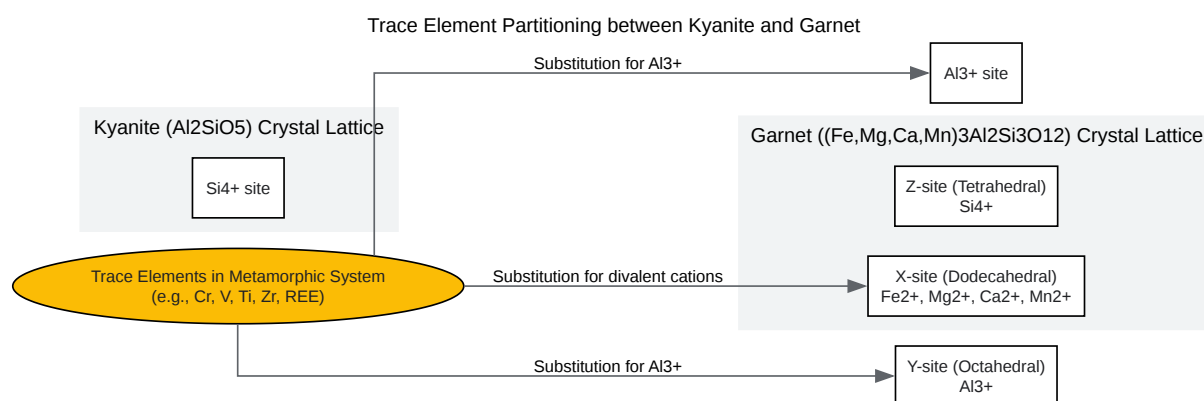 Trace Element Partitioning between Kyanite and Garnet
Substitution for Al3+
Al3+ site
Kyanite (Al2SiO5) Crystal Lattice
Si4+ site
Garnet ((Fe,Mg,Ca,Mn)3Al2Si3O12) Crystal Lattice
Z-site (Tetrahedral)
Si4+
Trace Elements in Metamorphic System
(e.g., Cr, V, Ti, Zr, REE)
Substitution for divalent cations
X-site (Dodecahedral)
Fe2+, Mg2+, Ca2+, Mn2+
Substitution for Al3+
Y-site (Octahedral)
Al3+